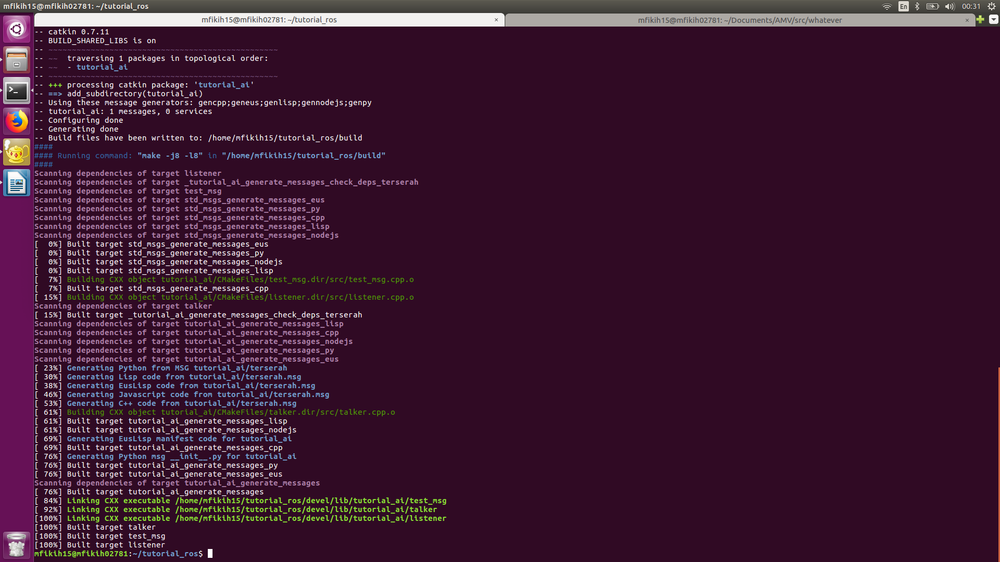 mfikih15@mfikih02781: ~/tutorial_ros
En
00:31
mfikih15@mfikih02781: ~/tutorial_ros ×
mfikih15@mfikih02781: ~/Documents/AMV/src/whatever ×
-- catkin 0.7.11
-- BUILD_SHARED_LIBS is on
-- ~~~~~~~~~~~~~~~~~~~~~~~~~~~~~~~~~~~~~~~~~~~~~~~~~
-- ~~  traversing 1 packages in topological order:
-- ~~  - tutorial_ai
-- ~~~~~~~~~~~~~~~~~~~~~~~~~~~~~~~~~~~~~~~~~~~~~~~~~
-- +++ processing catkin package: 'tutorial_ai'
-- ==> add_subdirectory(tutorial_ai)
-- Using these message generators: gencpp;geneus;genlisp;gennodejs;genpy
-- tutorial_ai: 1 messages, 0 services
-- Configuring done
-- Generating done
-- Build files have been written to: /home/mfikih15/tutorial_ros/build
####
#### Running command: "make -j8 -l8" in "/home/mfikih15/tutorial_ros/build"
####
Scanning dependencies of target listener
Scanning dependencies of target _tutorial_ai_generate_messages_check_deps_terserah
Scanning dependencies of target test_msg
Scanning dependencies of target std_msgs_generate_messages_eus
Scanning dependencies of target std_msgs_generate_messages_py
Scanning dependencies of target std_msgs_generate_messages_cpp
Scanning dependencies of target std_msgs_generate_messages_lisp
Scanning dependencies of target std_msgs_generate_messages_nodejs
[  0%] Built target std_msgs_generate_messages_eus
[  0%] Built target std_msgs_generate_messages_py
[  0%] Built target std_msgs_generate_messages_nodejs
[  0%] Built target std_msgs_generate_messages_lisp
[  7%] Building CXX object tutorial_ai/CMakeFiles/test_msg.dir/src/test_msg.cpp.o
[  7%] Built target std_msgs_generate_messages_cpp
[ 15%] Building CXX object tutorial_ai/CMakeFiles/listener.dir/src/listener.cpp.o
Scanning dependencies of target talker
[ 15%] Built target _tutorial_ai_generate_messages_check_deps_terserah
Scanning dependencies of target tutorial_ai_generate_messages_lisp
Scanning dependencies of target tutorial_ai_generate_messages_cpp
Scanning dependencies of target tutorial_ai_generate_messages_nodejs
Scanning dependencies of target tutorial_ai_generate_messages_py
Scanning dependencies of target tutorial_ai_generate_messages_eus
[ 23%] Generating Python from MSG tutorial_ai/terserah
[ 30%] Generating Lisp code from tutorial_ai/terserah.msg
[ 38%] Generating EusLisp code from tutorial_ai/terserah.msg
[ 46%] Generating Javascript code from tutorial_ai/terserah.msg
[ 53%] Generating C++ code from tutorial_ai/terserah.msg
[ 61%] Building CXX object tutorial_ai/CMakeFiles/talker.dir/src/talker.cpp.o
[ 61%] Built target tutorial_ai_generate_messages_lisp
[ 61%] Built target tutorial_ai_generate_messages_nodejs
[ 69%] Generating EusLisp manifest code for tutorial_ai
[ 69%] Built target tutorial_ai_generate_messages_cpp
[ 76%] Generating Python msg __init__.py for tutorial_ai
[ 76%] Built target tutorial_ai_generate_messages_py
[ 76%] Built target tutorial_ai_generate_messages_eus
Scanning dependencies of target tutorial_ai_generate_messages
[ 76%] Built target tutorial_ai_generate_messages
[ 84%] Linking CXX executable /home/mfikih15/tutorial_ros/devel/lib/tutorial_ai/test_msg
[ 92%] Linking CXX executable /home/mfikih15/tutorial_ros/devel/lib/tutorial_ai/talker
[100%] Linking CXX executable /home/mfikih15/tutorial_ros/devel/lib/tutorial_ai/listener
[100%] Built target talker
[100%] Built target test_msg
[100%] Built target listener
mfikih15@mfikih02781:~/tutorial_ros$